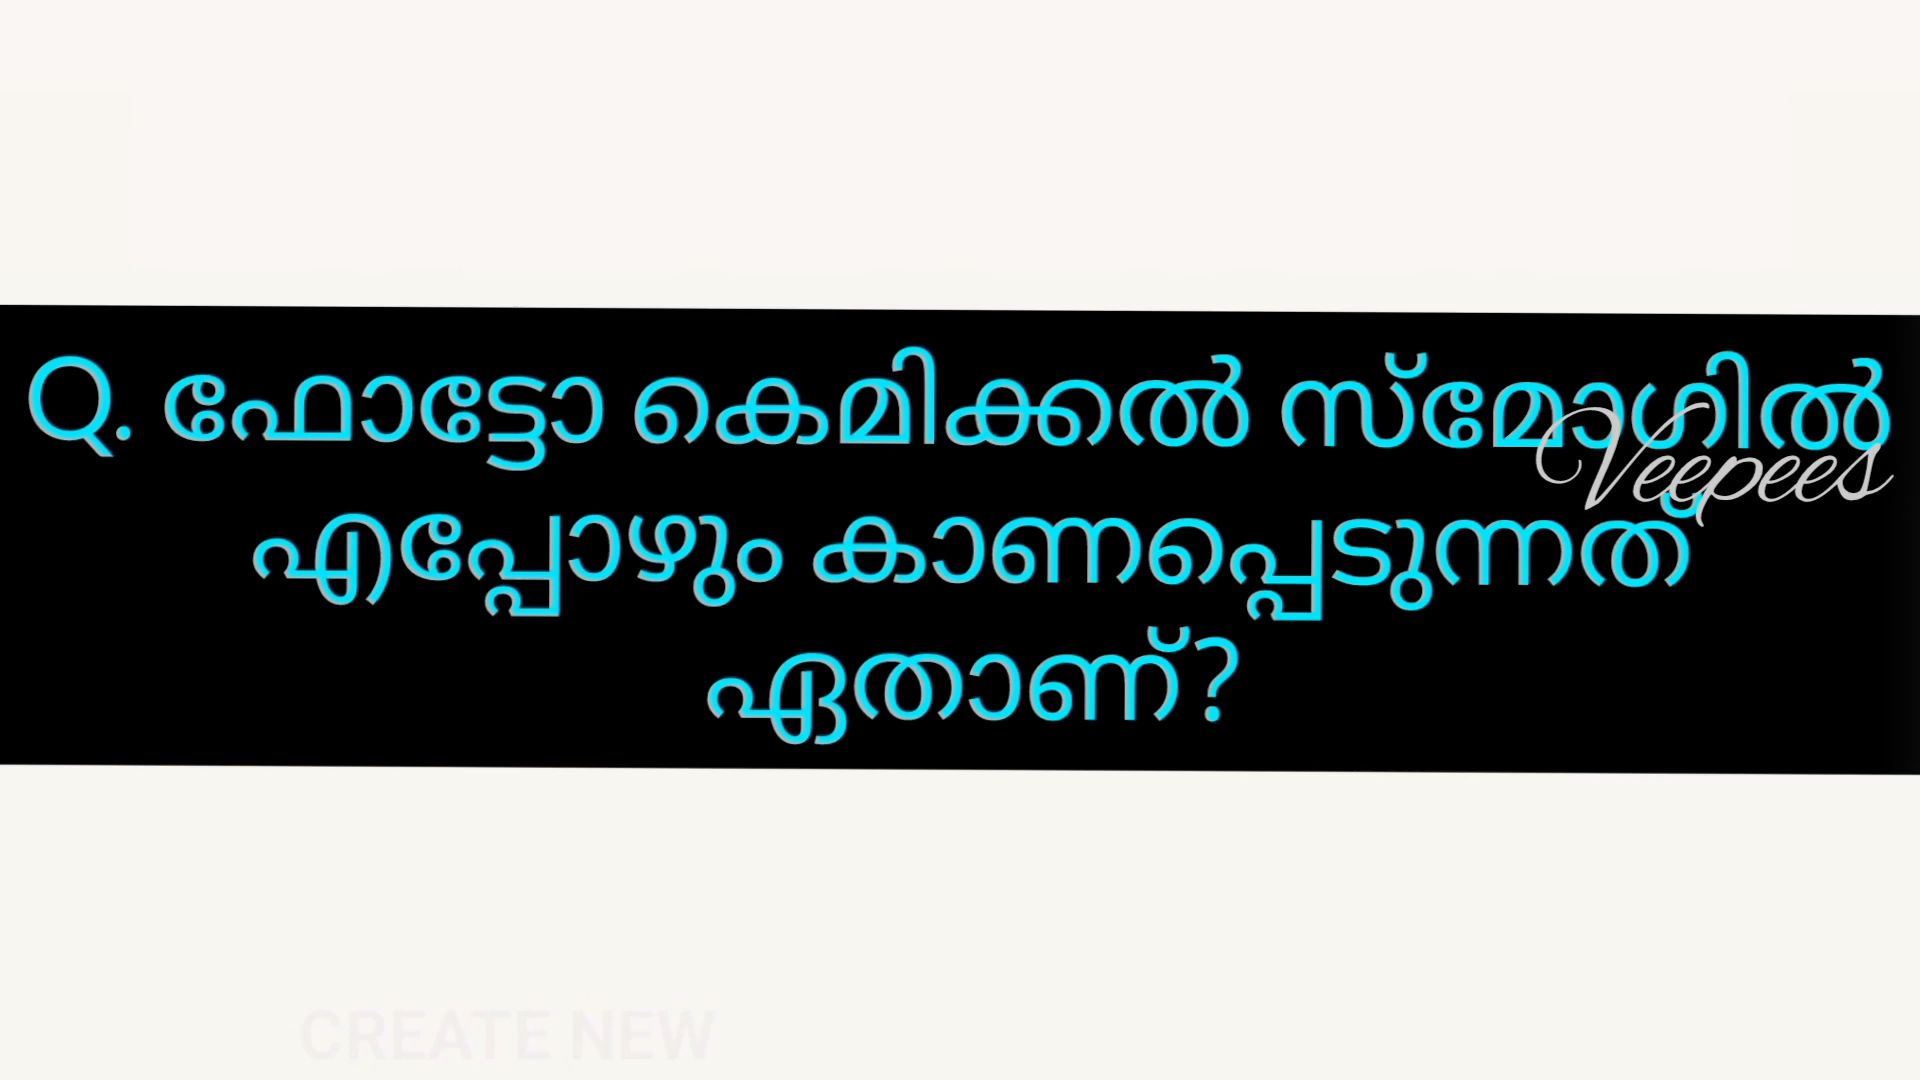 Q. ഫോട്ടോ കെമിക്കൽ സ്മോഗിൽ
Veepees
എപ്പോഴും കാണപ്പെടുന്നത്
ഏതാണ്?
CREATE NEW